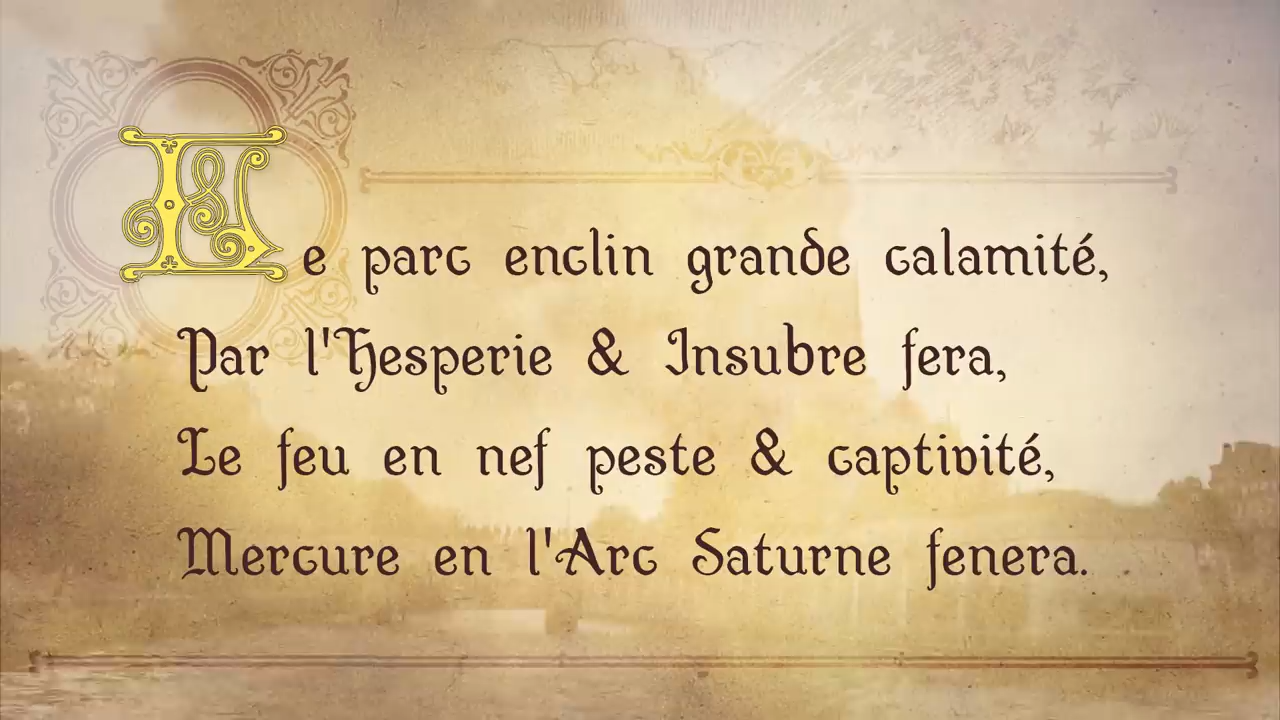 Le parc enclin grande calamité,
Par l'Hesperie & Insubre fera,
Le feu en nef peste & captivité,
Mercure en l'Arc Saturne fenera.